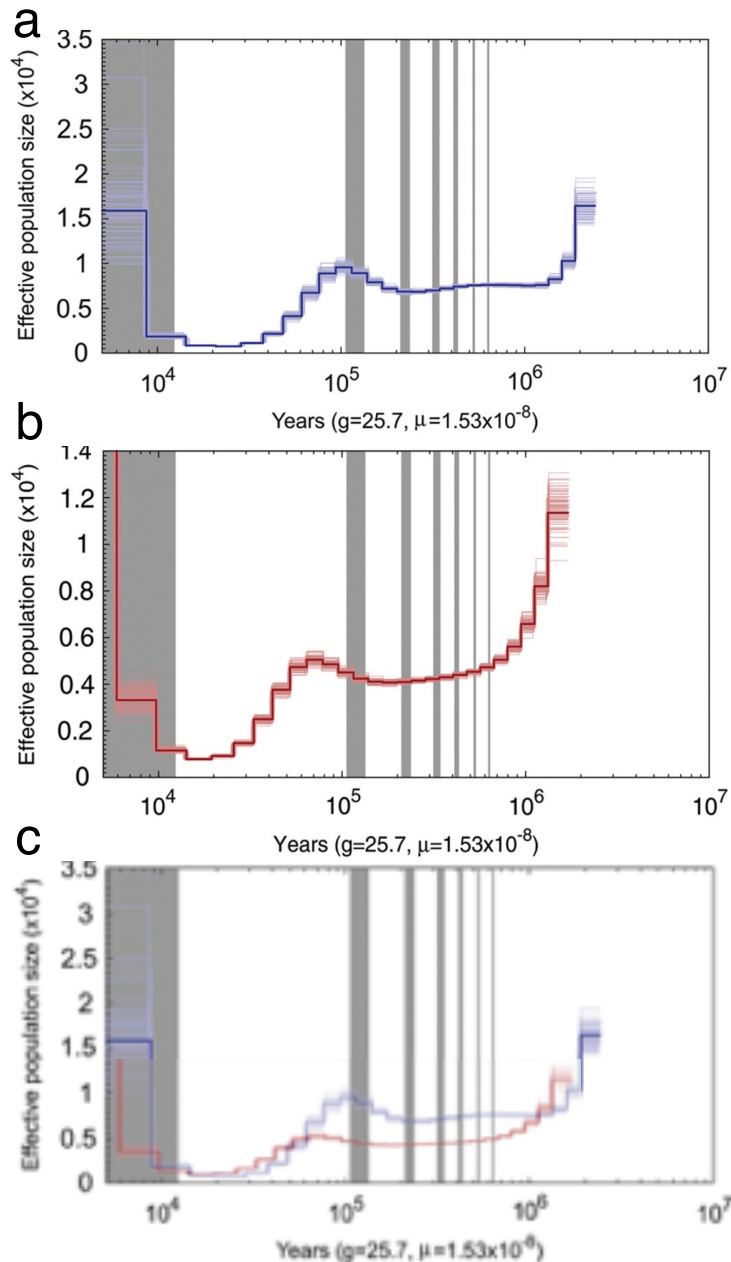 a
Effective population size (x10⁴)
3.5
3
2.5
2
1.5
1
0.5
0
10⁴ 10⁵ 10⁶ 10⁷
Years (g=25.7, μ=1.53x10⁻⁸)
b
Effective population size (x10⁴)
1.4
1.2
1
0.8
0.6
0.4
0.2
0
10⁴ 10⁵ 10⁶ 10⁷
Years (g=25.7, μ=1.53x10⁻⁸)
c
Effective population size (x10⁴)
3.5
3
2.5
2
1.5
1
0.5
0
10⁴ 10⁵ 10⁶ 10⁷
Years (g=25.7, μ=1.53x10⁻⁸)